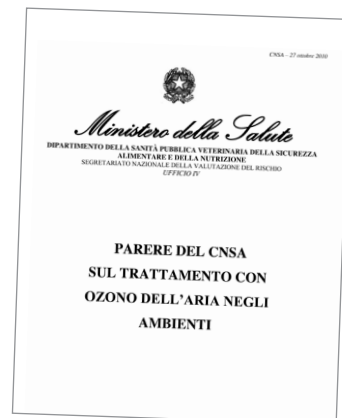 CNSA – 27 ottobre 2010
Ministero della Salute
DIPARTIMENTO DELLA SANITÀ PUBBLICA VETERINARIA DELLA SICUREZZA
ALIMENTARE E DELLA NUTRIZIONE
SEGRETARIATO NAZIONALE DELLA VALUTAZIONE DEL RISCHIO
UFFICIO IV
PARERE DEL CNSA
SUL TRATTAMENTO CON
OZONO DELL’ARIA NEGLI
AMBIENTI